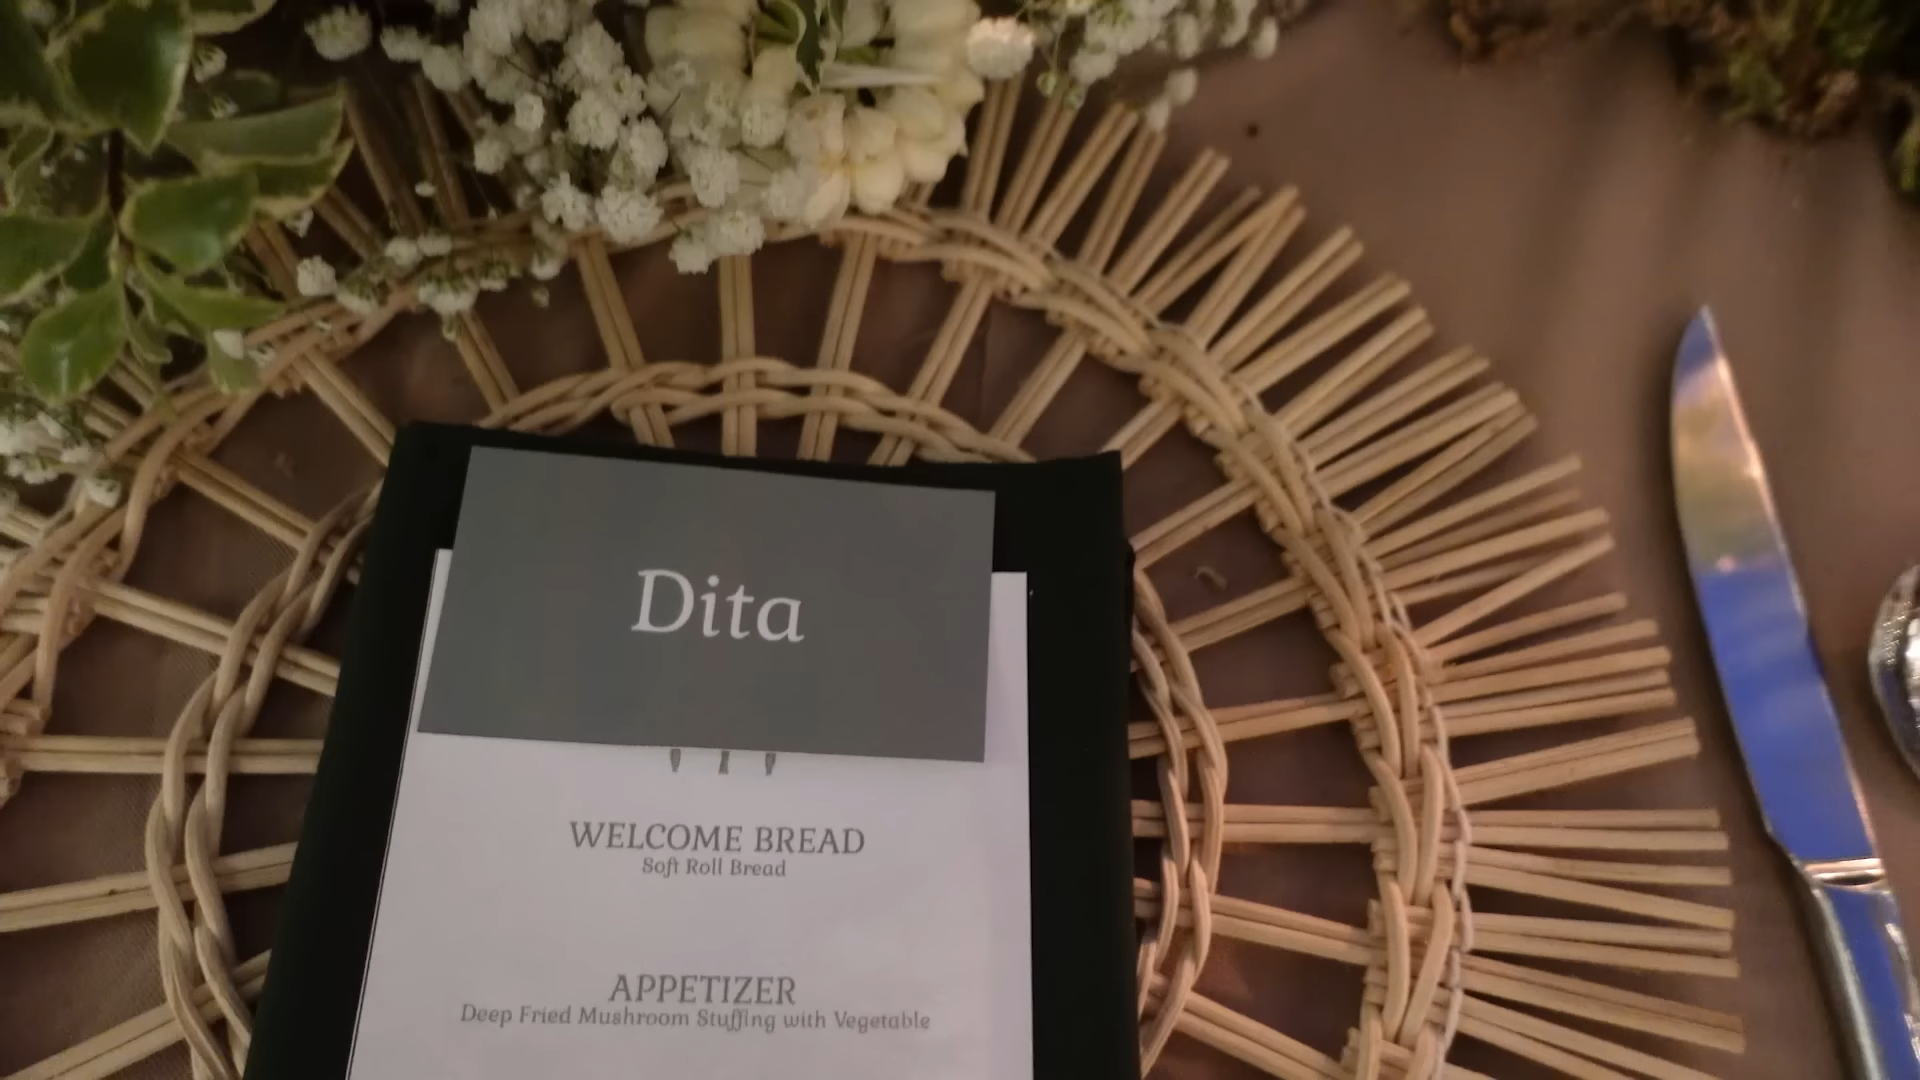 Dita
WELCOME BREAD
Soft Roll Bread
APPETIZER
Deep Fried Mushroom Stuffing with Vegetable